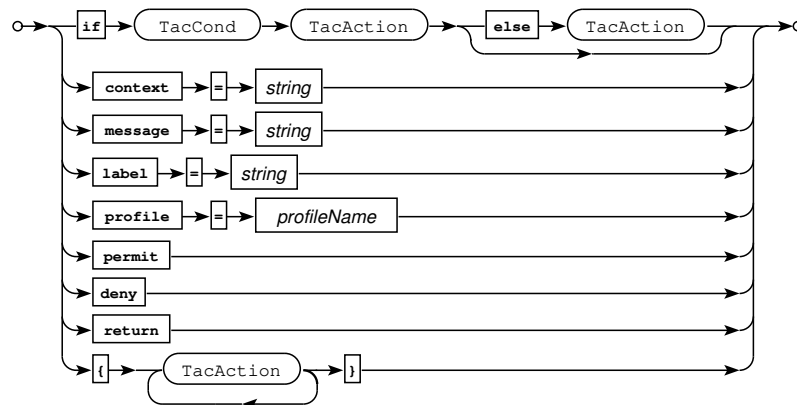 if TacCond TacAction else TacAction
context = string
message = string
label = string
profile = profileName
permit
deny
return
{ TacAction }